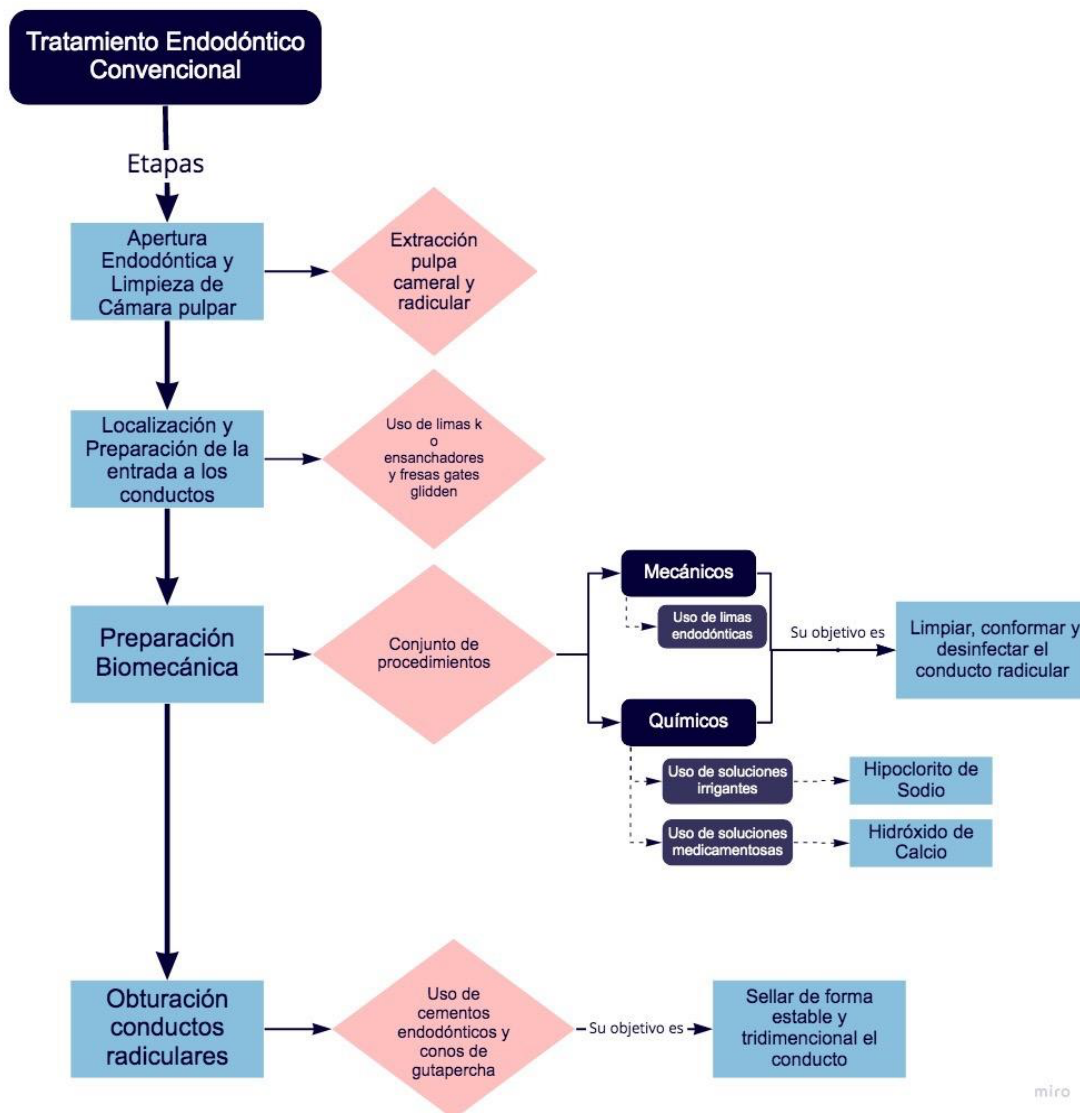 Tratamiento Endodóntico
Convencional
Etapas
Apertura
Endodóntica y
Limpieza de
Cámara pulpar
Extracción
pulpa
cameral y
radicular
Localización y
Preparación de la
entrada a los
conductos
Uso de limas k
o
ensanchadores
y fresas gates
glidden
Preparación
Biomecánica
Conjunto de
procedimientos
Mecánicos
Uso de limas
endodónticas
Químicos
Uso de soluciones
irrigantes
Hipoclorito de
Sodio
Uso de soluciones
medicamentosas
Hidróxido de
Calcio
Su objetivo es
Limpiar, conformar y
desinfectar el
conducto radicular
Obturación
conductos
radiculares
Uso de
cementos
endodónticos y
conos de
gutapercha
Su objetivo es
Sellar de forma
estable y
tridimencional el
conducto
miro